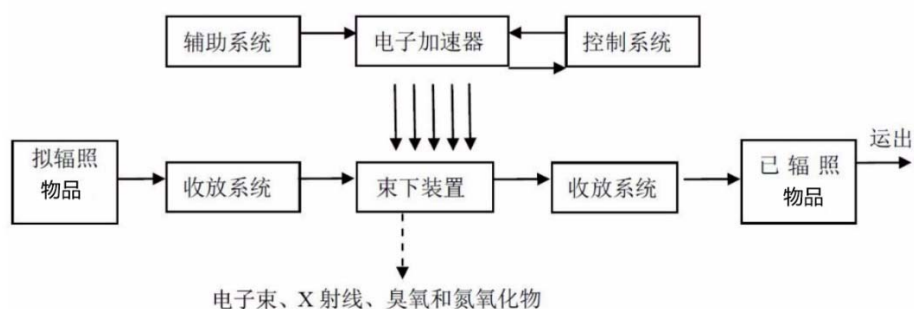 辅助系统
电子加速器
控制系统
拟辐照
物品
收放系统
束下装置
收放系统
已辐照
物品
运出
电子束、X 射线、臭氧和氮氧化物